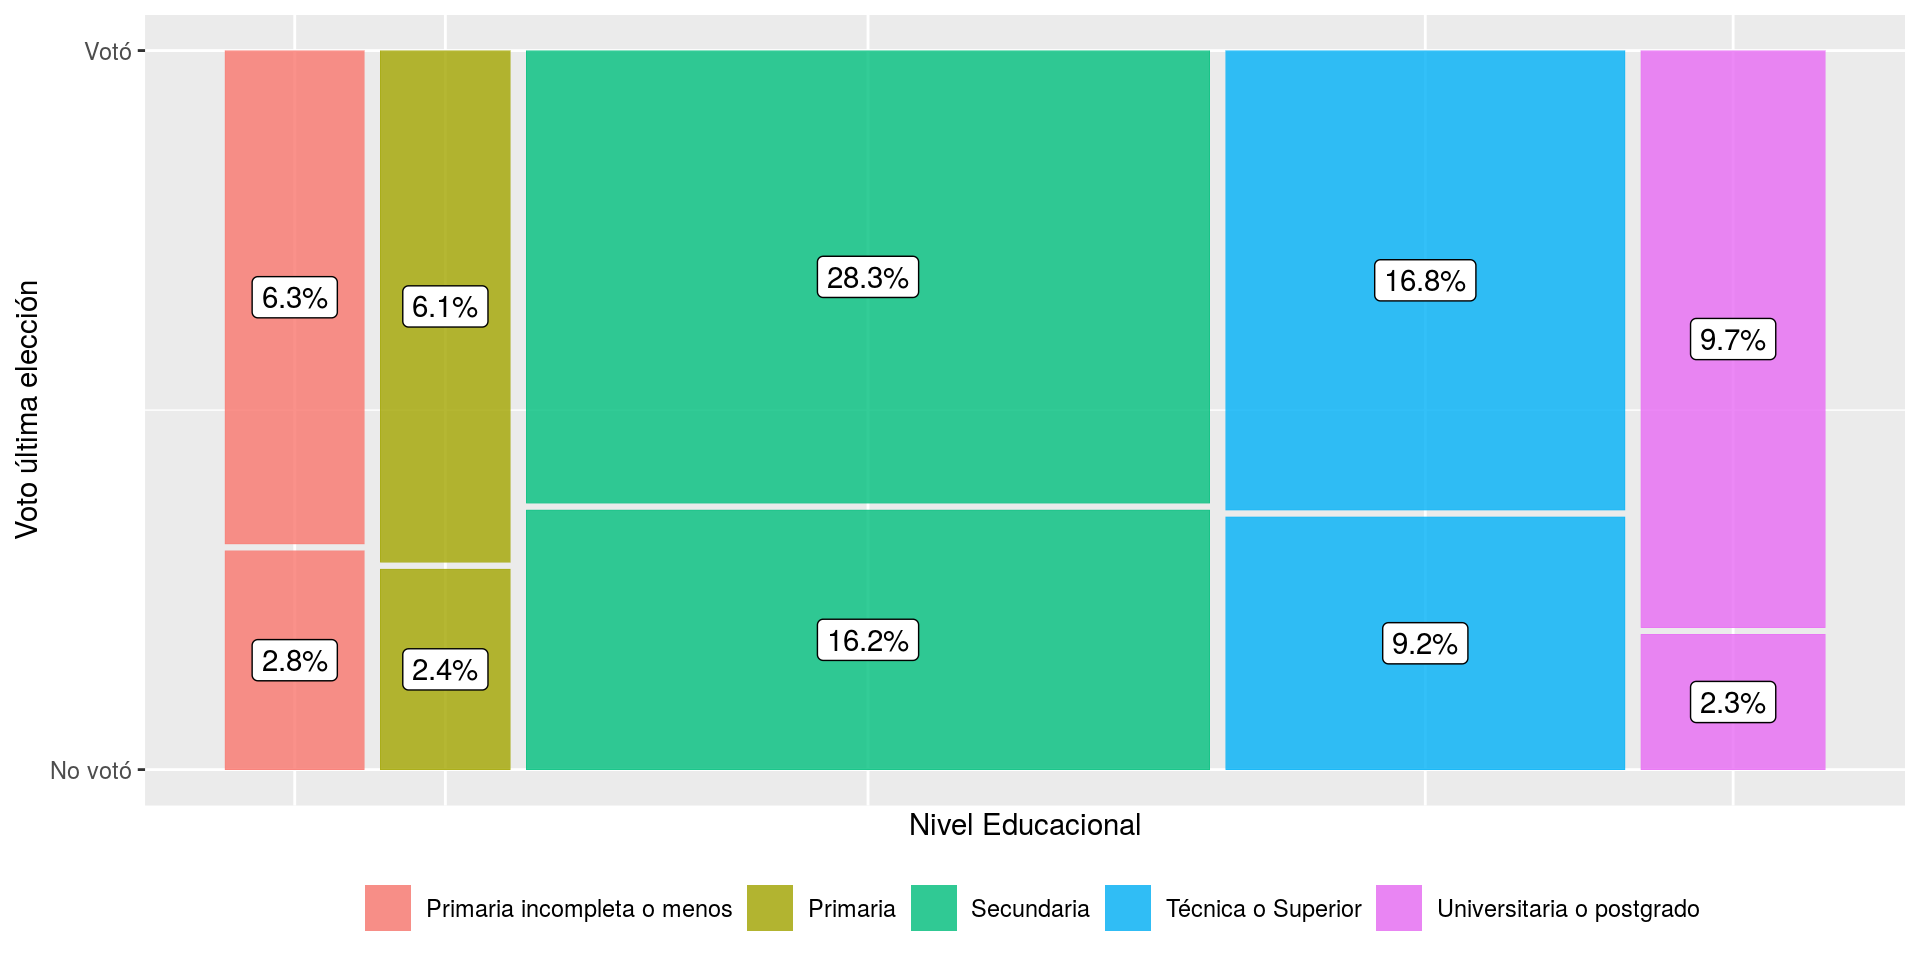 Votó
6.3%
6.1%
28.3%
16.8%
9.7%
Voto última elección
2.8%
2.4%
16.2%
9.2%
2.3%
No votó
Nivel Educacional
Primaria incompleta o menos
Primaria
Secundaria
Técnica o Superior
Universitaria o postgrado